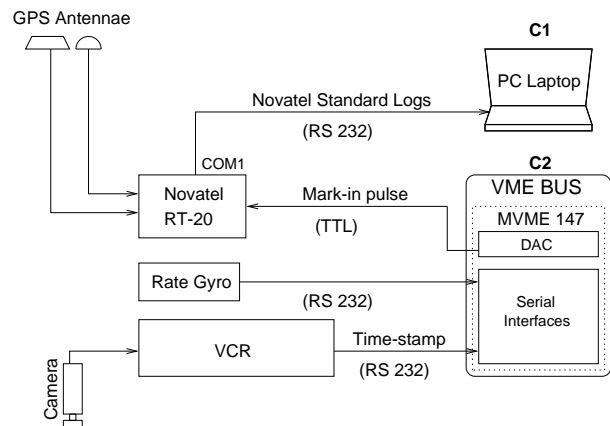 GPS Antennae
C1
PC Laptop
Novatel Standard Logs
(RS 232)
COM1
C2
VME BUS
Novatel
RT-20
Mark-in pulse
(TTL)
MVME 147
DAC
Rate Gyro
(RS 232)
Serial
Interfaces
VCR
Time-stamp
(RS 232)
Camera